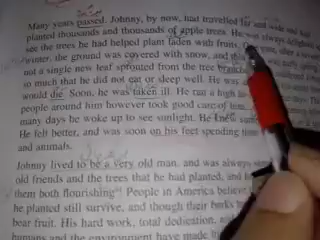 Many years passed. Johnny, by now, had travelled far and wide and had
planted thousands and thousands of apple trees. He was always delighted
see the trees he had helped plant laden with fruits.
winter, the ground was covered with snow, and
not a single new leaf sprouted from the tree
so much that he did not eat or sleep well. He was
would die. Soon, he was taken ill. He ran a high
people around him however took good care of him.
many days he woke up to see sunlight. He knew
He felt better, and was soon on his feet spending time
and animals.
Johnny lived to be a very old man, and was always
old friends and the trees that he had planted, and
them both flourishing. People in America believe
he planted still survive, and though their barks
bear fruit. His hard work, total dedication,
humans and the environment have made